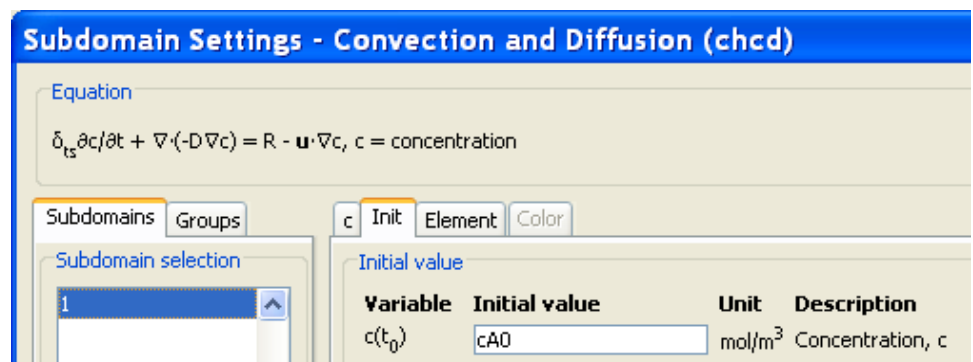 Subdomain Settings - Convection and Diffusion (chcd)
Equation
δts∂c/∂t + ∇·(-D∇c) = R - u·∇c, c = concentration
Subdomains Groups c Init Element Color
Subdomain selection Initial value
1 Variable Initial value Unit Description
c(t0) cA0 mol/m³ Concentration, c